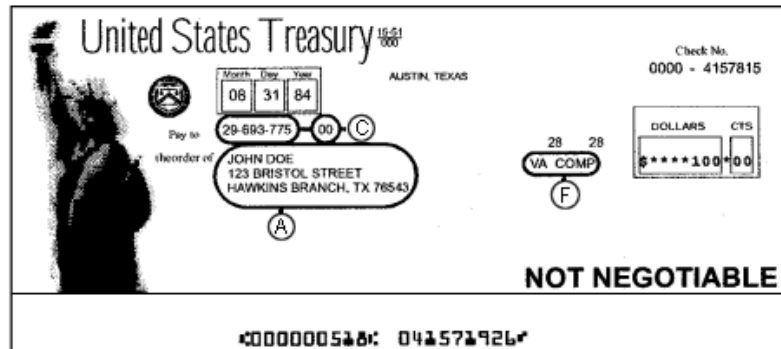 United States Treasury 15-51
000
Check No.
0000 - 4157815
Month Day Year
08 31 84
AUSTIN, TEXAS
29-693-775 00 C
Pay to
theorder of
JOHN DOE
123 BRISTOL STREET
HAWKINS BRANCH, TX 76543
A
28 28
VA COMP
F
DOLLARS CTS
$****100*00
NOT NEGOTIABLE
⑆000000518⑆ 041571926⑈